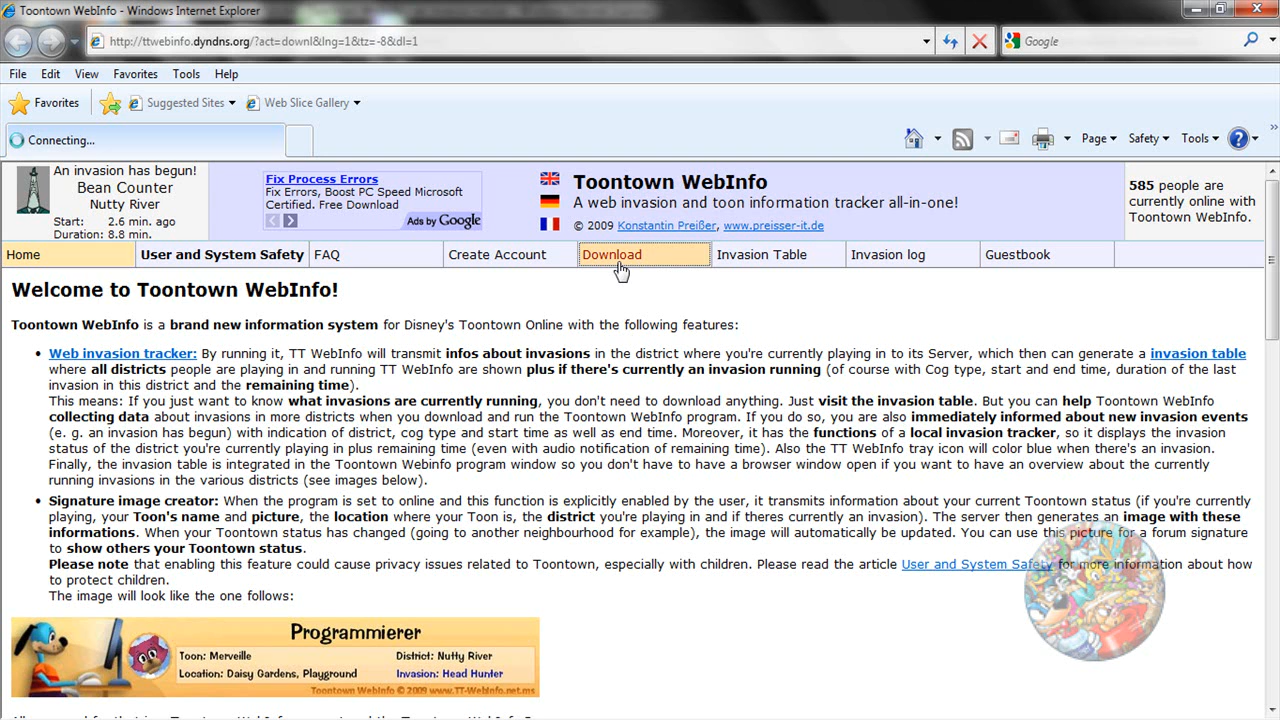 Toontown WebInfo - Windows Internet Explorer
http://ttwebinfo.dyndns.org/?act=downl&lng=1&tz=-8&dl=1
Google
File Edit View Favorites Tools Help
Favorites Suggested Sites Web Slice Gallery
Connecting...
Page Safety Tools
An invasion has begun!
Bean Counter
Nutty River
Start: 2.6 min. ago
Duration: 8.8 min.
Fix Process Errors
Fix Errors, Boost PC Speed Microsoft
Certified. Free Download
Ads by Google
Toontown WebInfo
A web invasion and toon information tracker all-in-one!
© 2009 Konstantin Preißer, www.preisser-it.de
585 people are
currently online with
Toontown WebInfo.
Home User and System Safety FAQ Create Account Download Invasion Table Invasion log Guestbook
Welcome to Toontown WebInfo!
Toontown WebInfo is a brand new information system for Disney's Toontown Online with the following features:
• Web invasion tracker: By running it, TT WebInfo will transmit infos about invasions in the district where you're currently playing in to its Server, which then can generate a invasion table
where all districts people are playing in and running TT WebInfo are shown plus if there's currently an invasion running (of course with Cog type, start and end time, duration of the last
invasion in this district and the remaining time).
This means: If you just want to know what invasions are currently running, you don't need to download anything. Just visit the invasion table. But you can help Toontown WebInfo
collecting data about invasions in more districts when you download and run the Toontown WebInfo program. If you do so, you are also immediately informed about new invasion events
(e. g. an invasion has begun) with indication of district, cog type and start time as well as end time. Moreover, it has the functions of a local invasion tracker, so it displays the invasion
status of the district you're currently playing in plus remaining time (even with audio notification of remaining time). Also the TT WebInfo tray icon will color blue when there's an invasion.
Finally, the invasion table is integrated in the Toontown Webinfo program window so you don't have to have a browser window open if you want to have an overview about the currently
running invasions in the various districts (see images below).
• Signature image creator: When the program is set to online and this function is explicitly enabled by the user, it transmits information about your current Toontown status (if you're currently
playing, your Toon's name and picture, the location where your Toon is, the district you're playing in and if theres currently an invasion). The server then generates an image with these
informations. When your Toontown status has changed (going to another neighbourhood for example), the image will automatically be updated. You can use this picture for a forum signature
to show others your Toontown status.
Please note that enabling this feature could cause privacy issues related to Toontown, especially with children. Please read the article User and System Safety for more information about how
to protect children.
The image will look like the one follows:
Programmierer
Toon: Merville District: Nutty River
Location: Daisy Gardens, Playground Invasion: Head Hunter
Toontown WebInfo © 2009 www.TT-WebInfo.net.ms